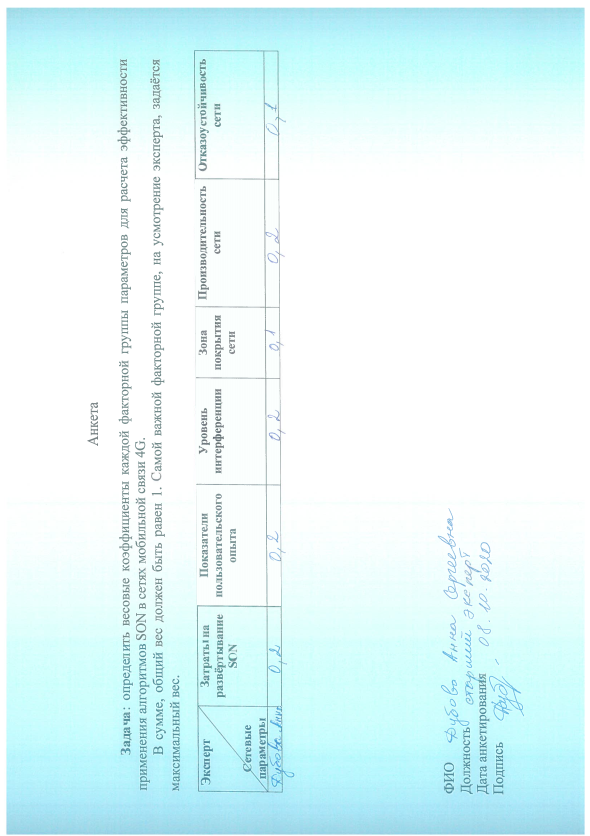 Анкета
Задача: определить весовые коэффициенты каждой факторной группы параметров для расчета эффективности
применения алгоритмов SON в сетях мобильной связи 4G.
В сумме, общий вес должен быть равен 1. Самой важной факторной группе, на усмотрение эксперта, задаётся
максимальный вес.
Эксперт
Сетевые
параметры
Затраты на
развёртывание
SON
Показатели
пользовательского
опыта
Уровень
интерференции
Зона
покрытия
сети
Производительность
сети
Отказоустойчивость
сети
Дубова Анна 0,2 0,2 0,2 0,1 0,2 0,1
ФИО Дубова Анна Сергеевна
Должность старший эксперт
Дата анкетирования 08.10.2020
Подпись